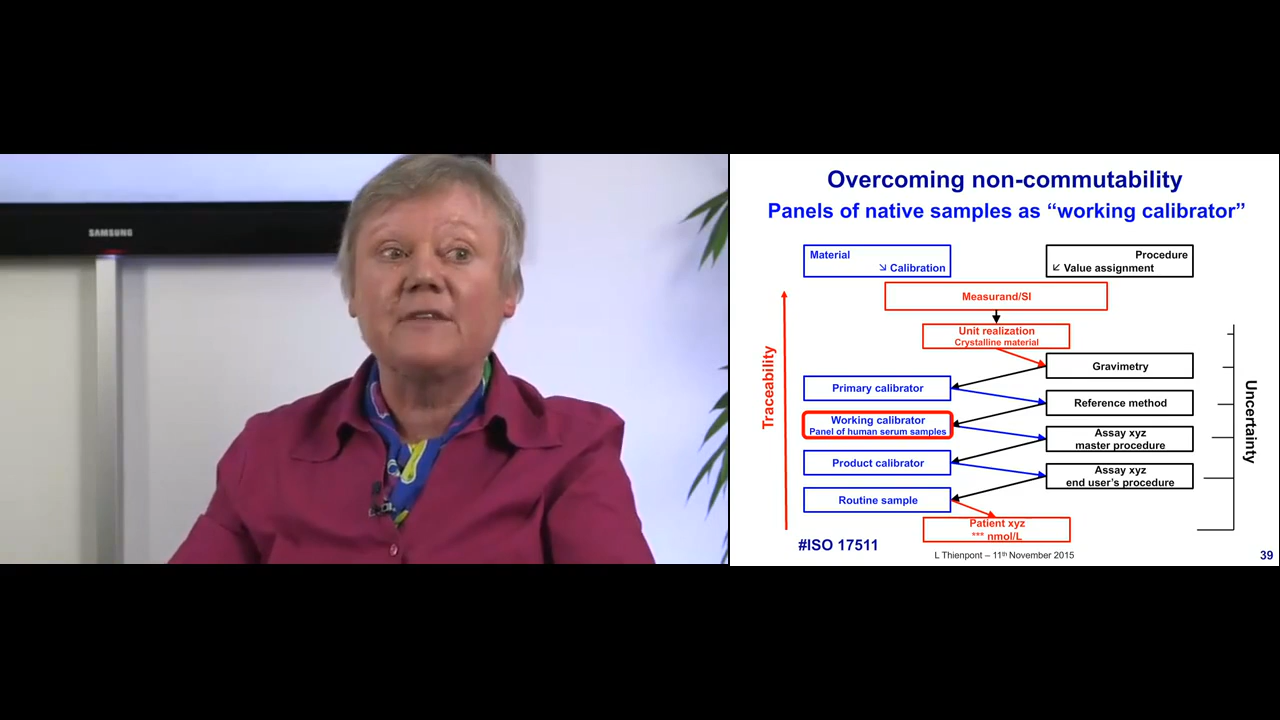 SAMSUNG
Overcoming non-commutability
Panels of native samples as “working calibrator”
Material
↘ Calibration
Procedure
↙ Value assignment
Measurand/SI
Unit realization
Crystalline material
Gravimetry
Primary calibrator
Reference method
Working calibrator
Panel of human serum samples
Assay xyz
master procedure
Product calibrator
Assay xyz
end user’s procedure
Routine sample
Patient xyz
*** nmol/L
Traceability
Uncertainty
#ISO 17511
L Thienpont – 11th November 2015
39